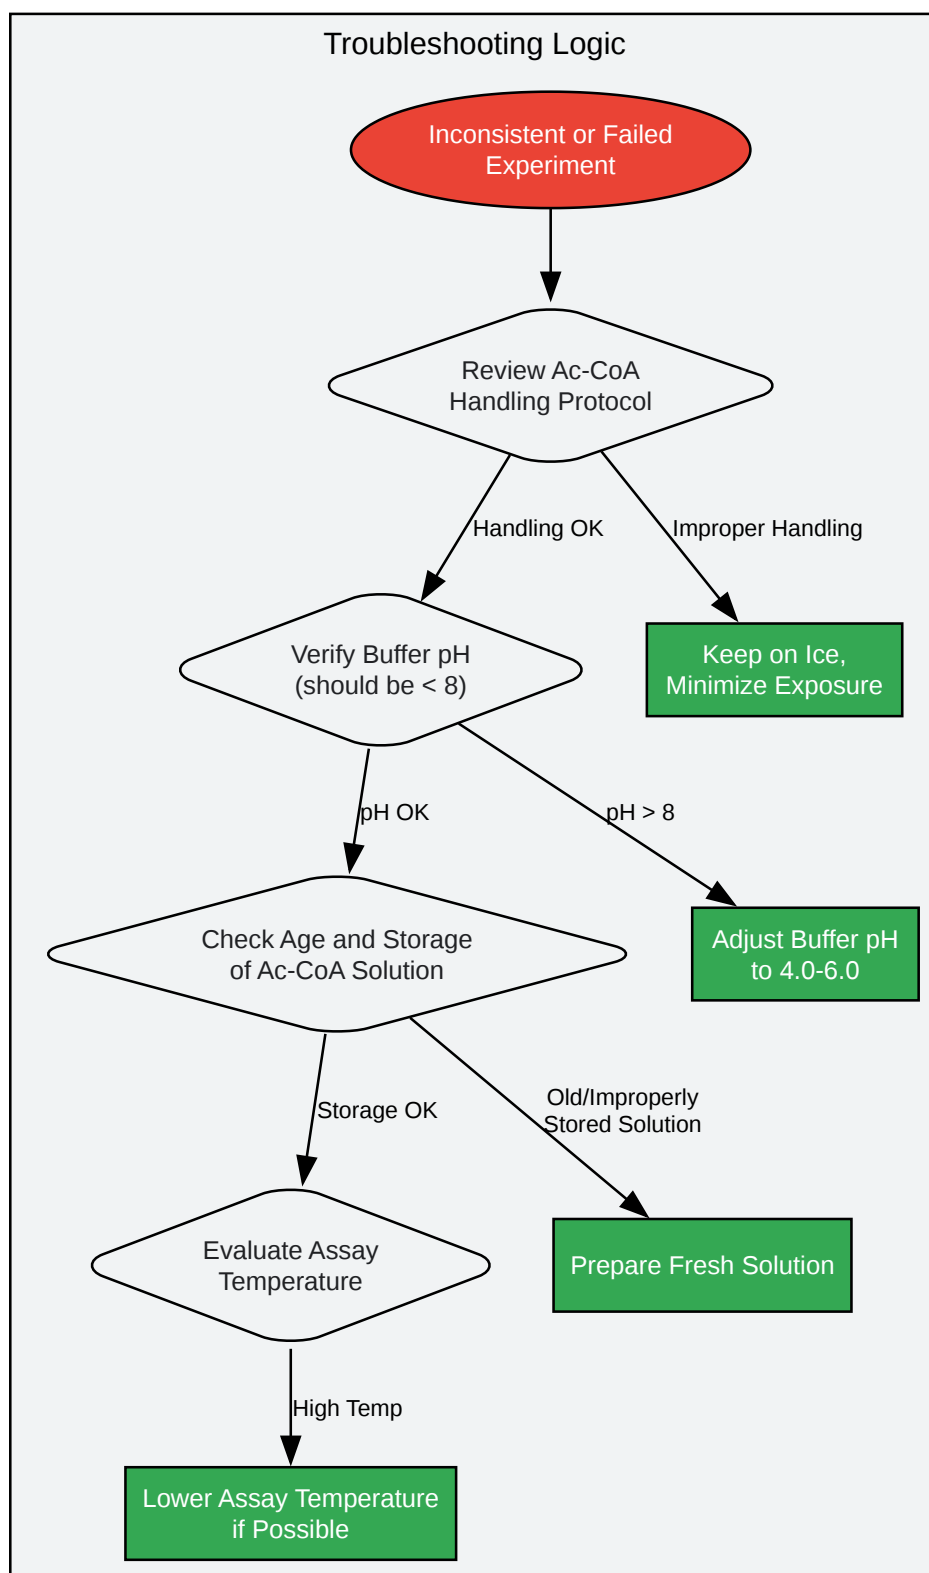 Troubleshooting Logic
Inconsistent or Failed
Experiment
Review Ac-CoA
Handling Protocol
Handling OK
Improper Handling
Verify Buffer pH
(should be < 8)
Keep on Ice,
Minimize Exposure
pH OK
pH > 8
Check Age and Storage
of Ac-CoA Solution
Adjust Buffer pH
to 4.0-6.0
Storage OK
Old/Improperly
Stored Solution
Evaluate Assay
Temperature
Prepare Fresh Solution
High Temp
Lower Assay Temperature
if Possible